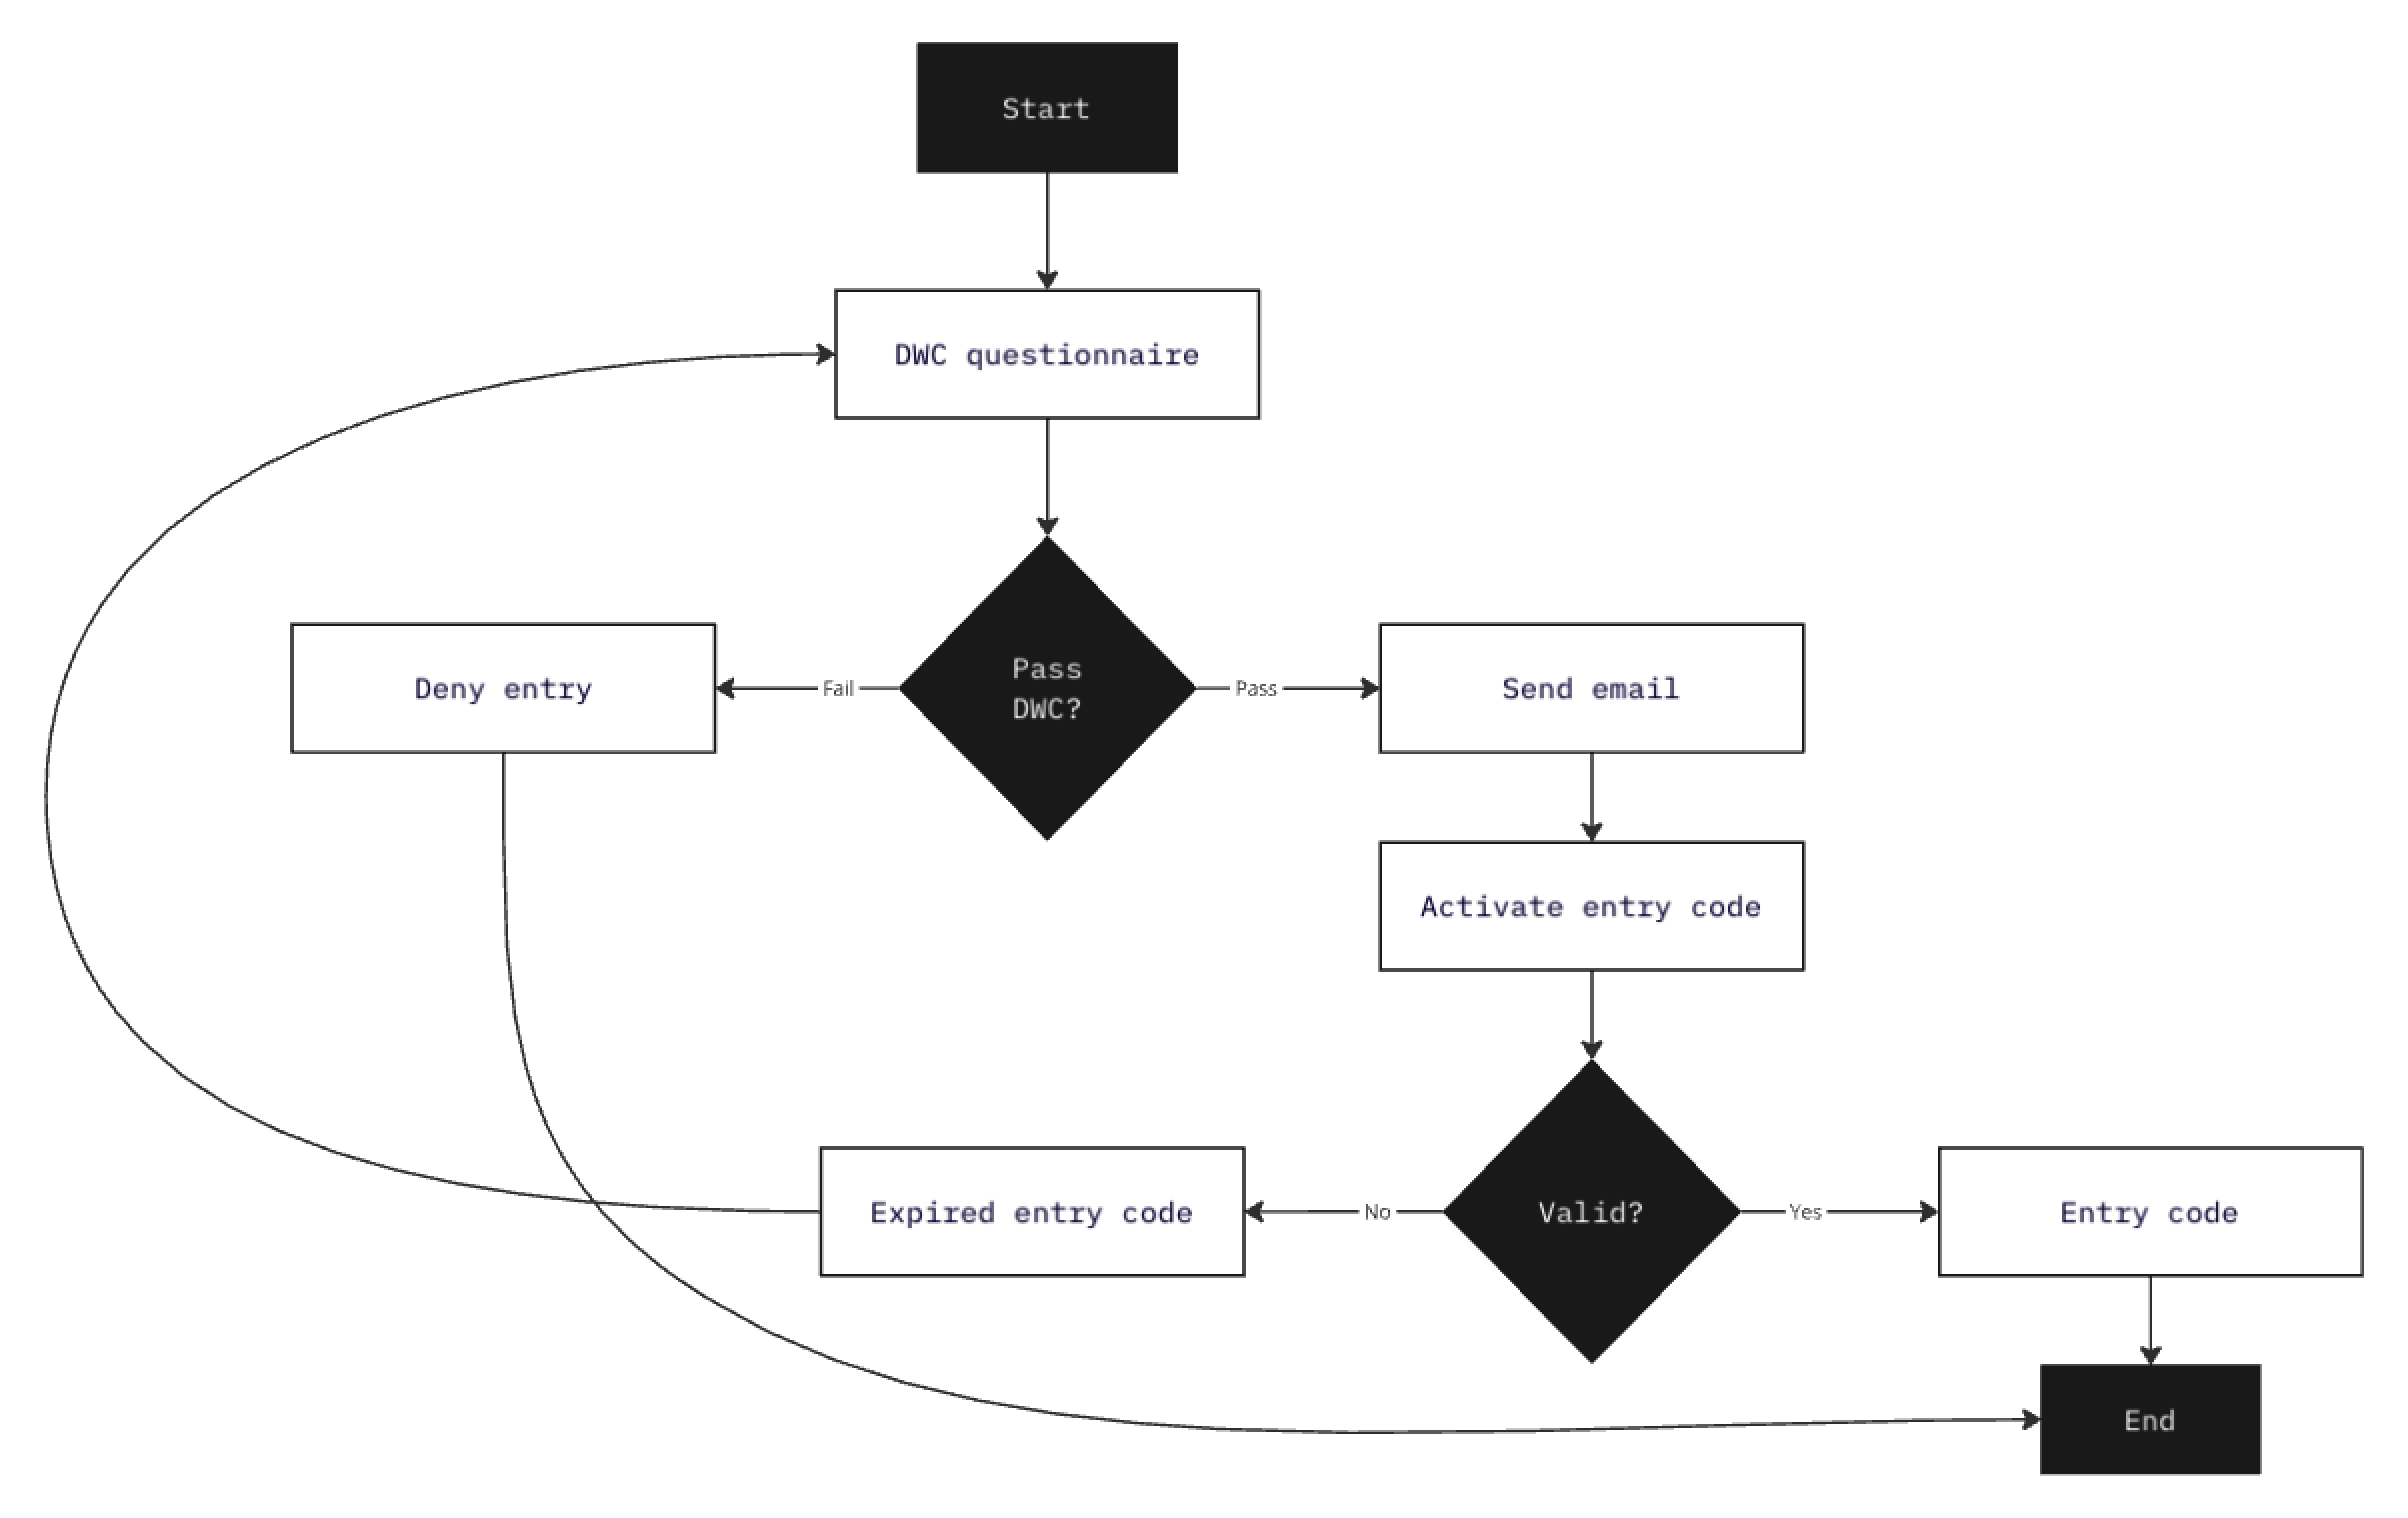 Start
DWC questionnaire
Deny entry
Fail
Pass
DWC?
Pass
Send email
Activate entry code
Expired entry code
No
Valid?
Yes
Entry code
End